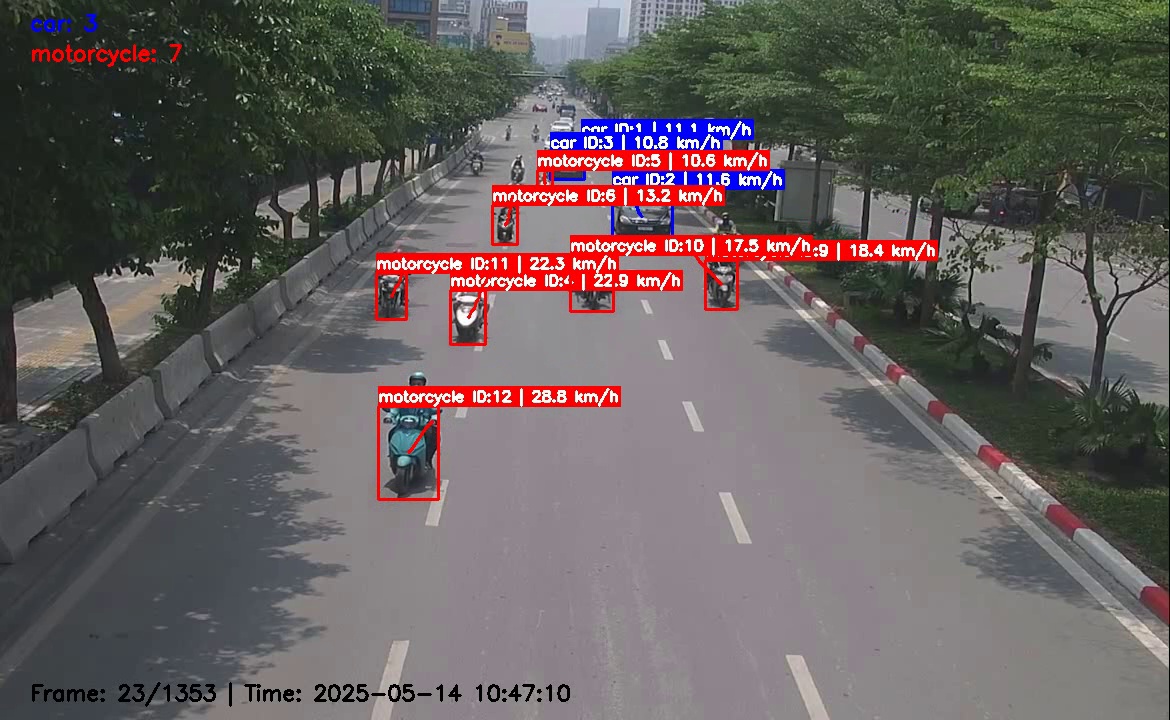 car: 3
motorcycle: 7
car ID:1 | 11.1 km/h
car ID:3 | 10.8 km/h
motorcycle ID:5 | 10.6 km/h
car ID:2 | 11.6 km/h
motorcycle ID:6 | 13.2 km/h
motorcycle ID:10 | 17.5 km/h
:9 | 18.4 km/h
motorcycle ID:11 | 22.3 km/h
motorcycle ID: | 22.9 km/h
motorcycle ID:12 | 28.8 km/h
Frame: 23/1353 | Time: 2025-05-14 10:47:10